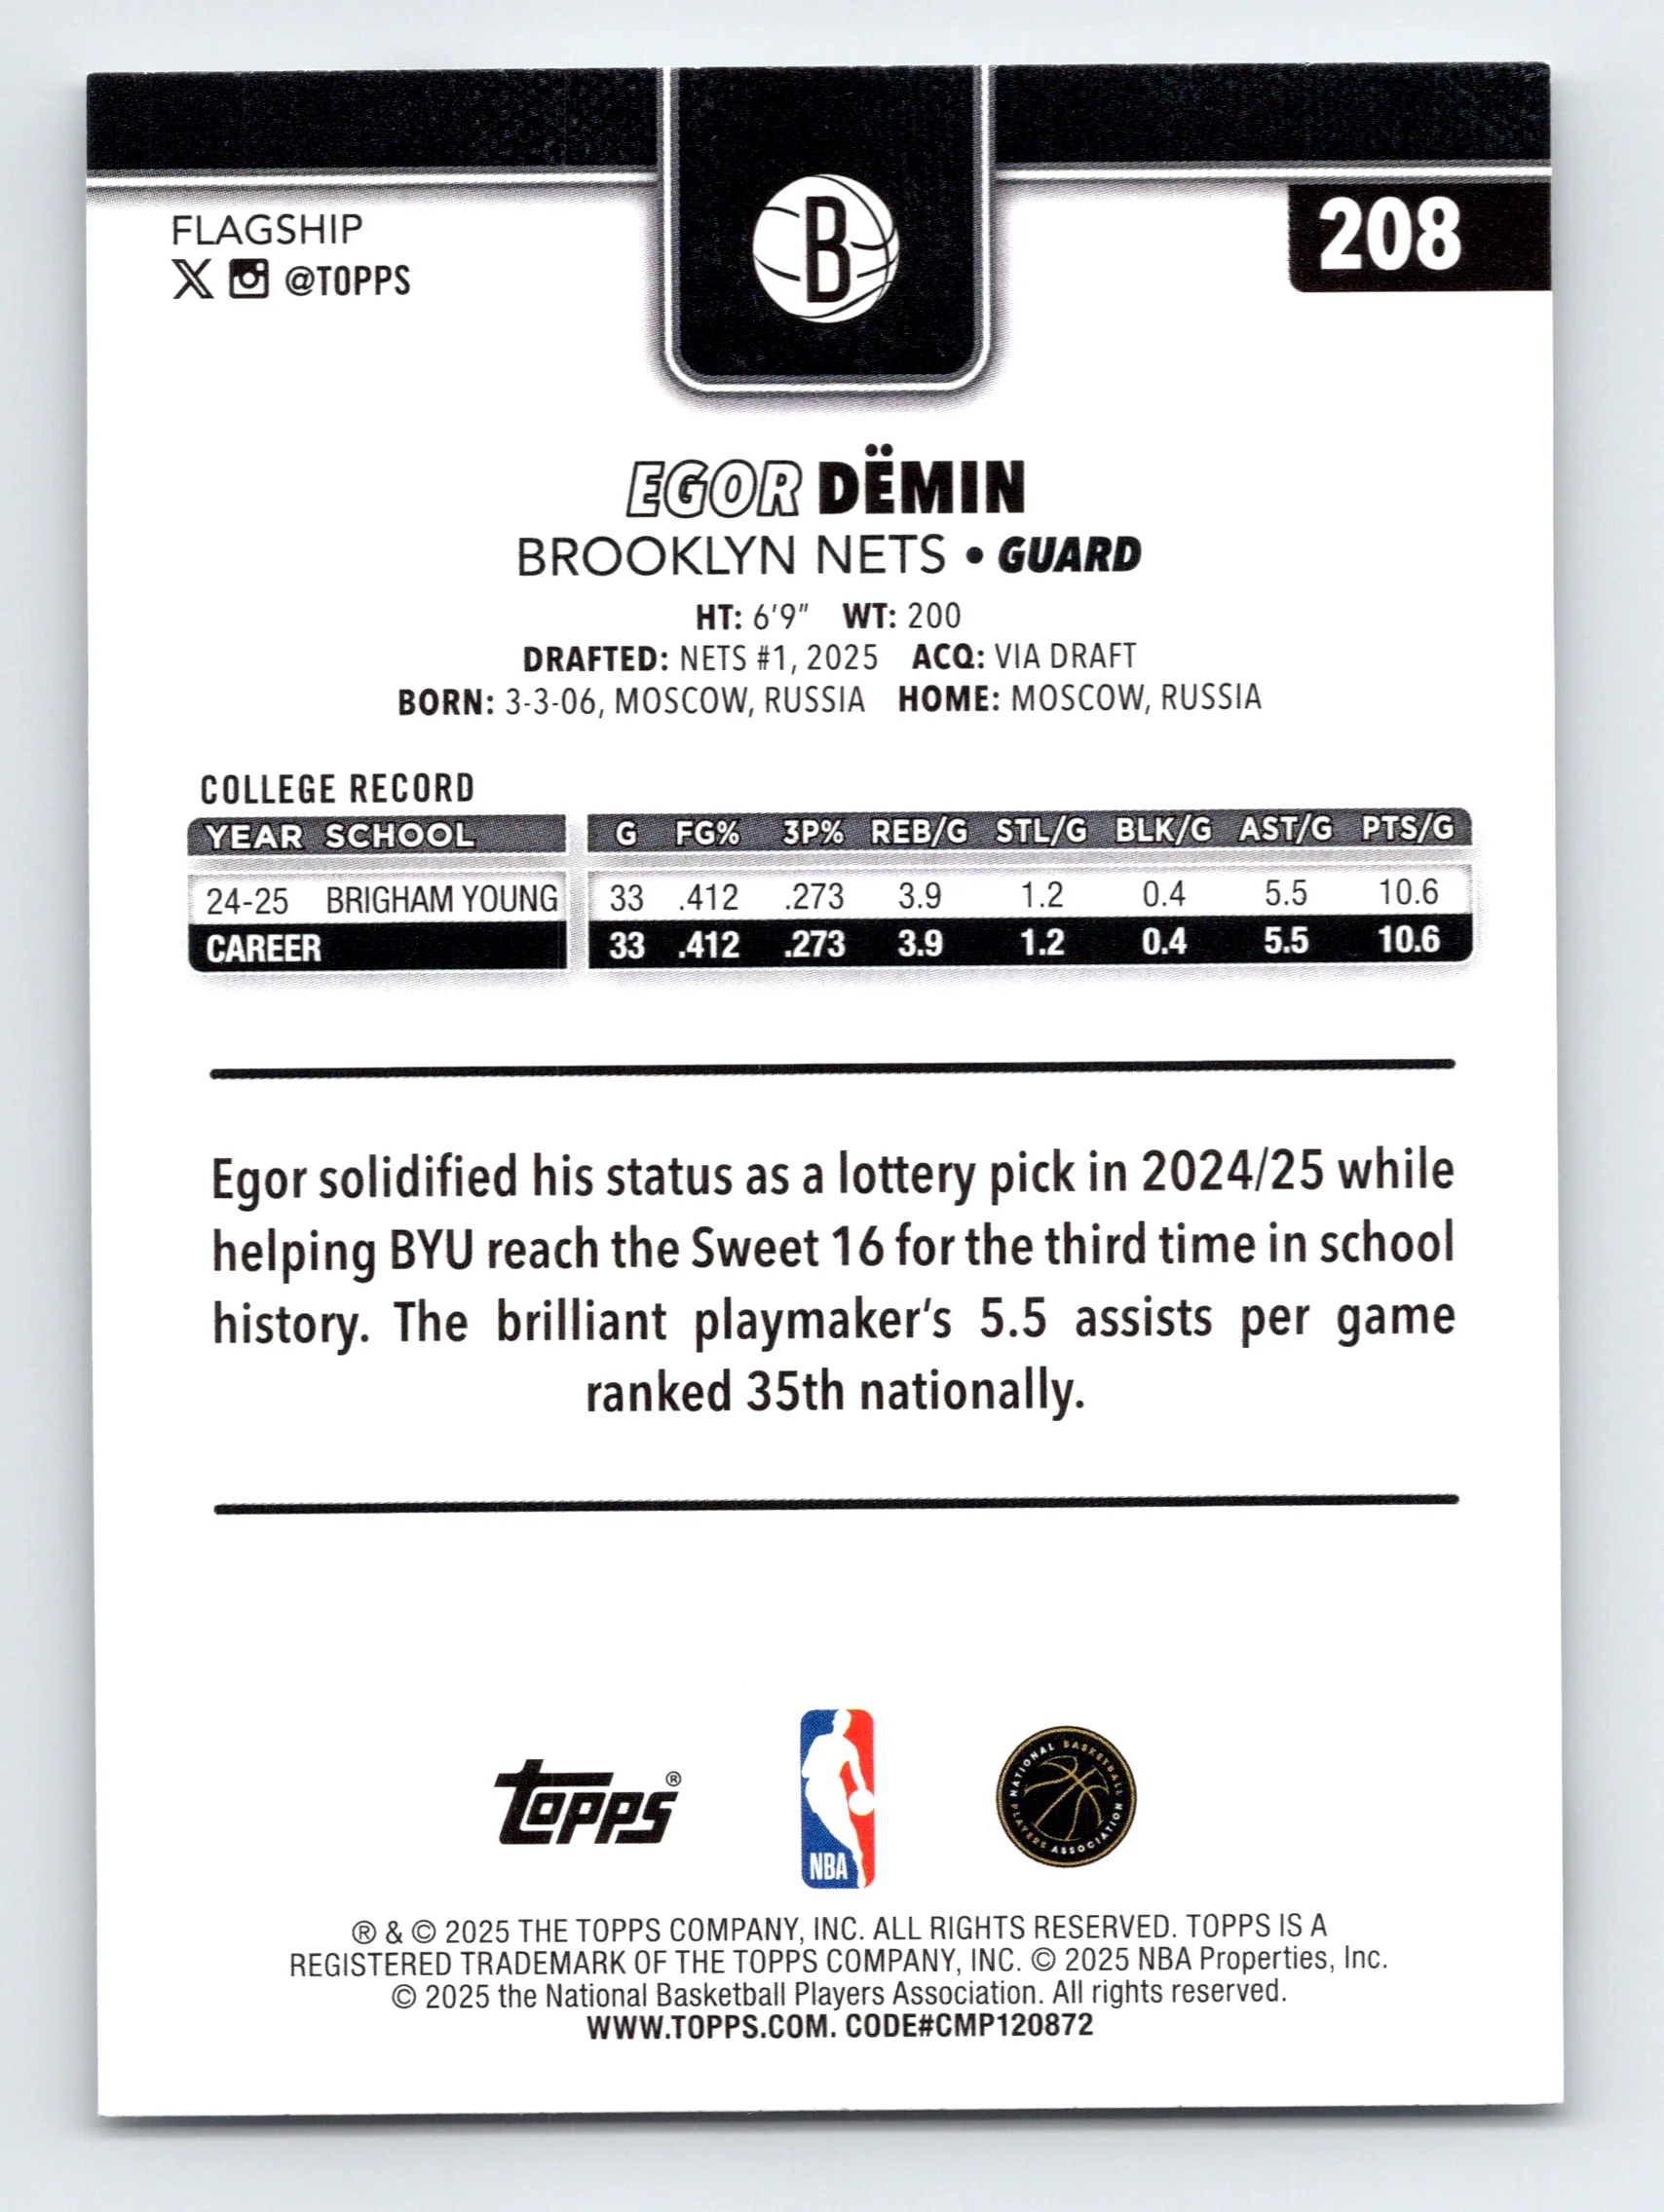 FLAGSHIP
208
X @TOPPS
B
EGOR DËMIN
BROOKLYN NETS • GUARD
HT: 6'9" WT: 200
DRAFTED: NETS #1, 2025 ACQ: VIA DRAFT
BORN: 3-3-06, MOSCOW, RUSSIA HOME: MOSCOW, RUSSIA
COLLEGE RECORD
YEAR SCHOOL G FG% 3P% REB/G STL/G BLK/G AST/G PTS/G
24-25 BRIGHAM YOUNG 33 .412 .273 3.9 1.2 0.4 5.5 10.6
CAREER 33 .412 .273 3.9 1.2 0.4 5.5 10.6
Egor solidified his status as a lottery pick in 2024/25 while
helping BYU reach the Sweet 16 for the third time in school
history. The brilliant playmaker's 5.5 assists per game
ranked 35th nationally.
topps®
NBA
NATIONAL BASKETBALL PLAYERS ASSOCIATION
® & © 2025 THE TOPPS COMPANY, INC. ALL RIGHTS RESERVED. TOPPS IS A
REGISTERED TRADEMARK OF THE TOPPS COMPANY, INC. © 2025 NBA Properties, Inc.
© 2025 the National Basketball Players Association. All rights reserved.
WWW.TOPPS.COM. CODE#CMP120872